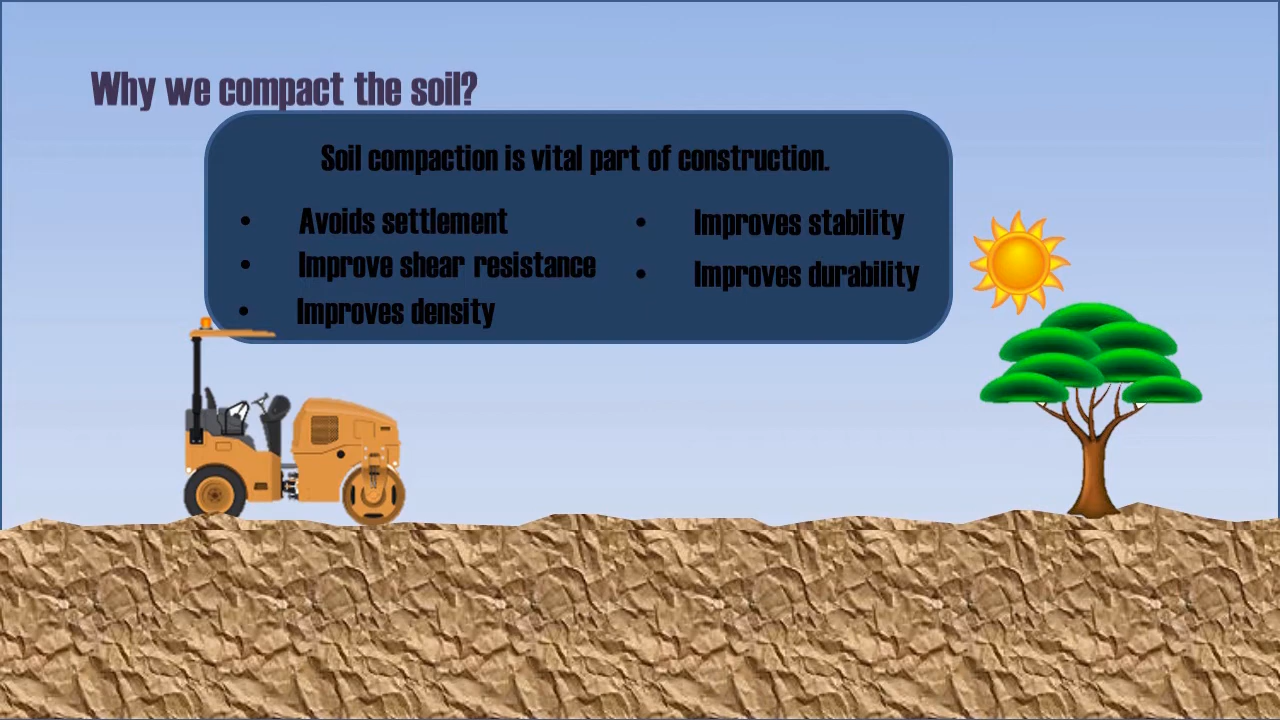 Why we compact the soil?
Soil compaction is vital part of construction.
• Avoids settlement
• Improve shear resistance
• Improves density
• Improves stability
• Improves durability